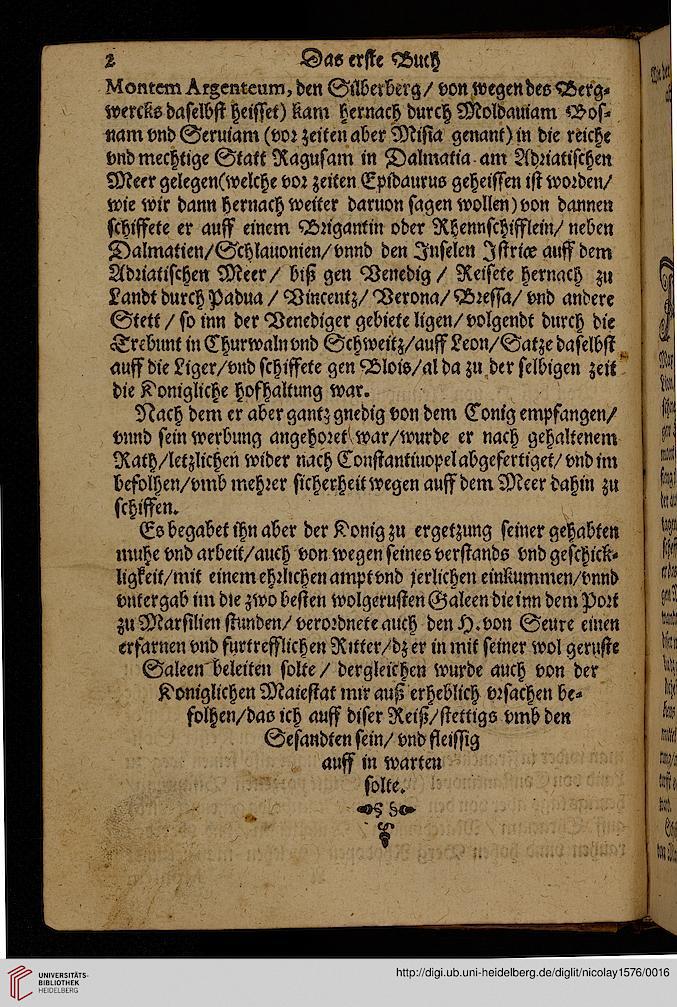 2 Das erste Buch
Montem Argenteum, den Silberberg/ von wegen des Berg⸗
wercks daselbst heisset) kam hernach durch Moldauiam Bos⸗
nam vnd Seruiam (vor zeiten aber Misia genant) in die reiche
vnd mechtige Statt Ragusam in Dalmatia am Adriatischen
Meer gelegen(welche vor zeiten Epidaurus geheissen ist worden/
wie wir dann hernach weiter daruon sagen wollen) von dannen
schiffete er auff einem Brigantin oder Rhennschifflein/ neben
Dalmatien/Schlauonien/vnnd den Inselen Istriæ auff dem
Adriatischen Meer/ biß gen Venedig / Reisete hernach zu
Landt durch Padua / Vincentz/ Verona/ Bressa/ vnd andere
Stett / so inn der Venediger gebiete ligen/ volgendt durch die
Trebunt in Churwaln vnd Schweitz/auff Leon/Satze daselbst
auff die Liger/vnd schiffete gen Blois/al da zu der selbigen zeit
die Konigliche hofhaltung war.
Nach dem er aber gantz gnedig von dem Conig empfangen/
vnnd sein werbung angehoret war/wurde er nach gehaltenem
Rath/letzlichen wider nach Constantiuopel abgefertiget/ vnd im
befolhen/vmb mehrer sicherheit wegen auff dem Meer dahin zu
schiffen.
Es begabet ihn aber der Konig zu ergetzung seiner gehabten
muhe vnd arbeit/auch von wegen seines verstands vnd geschick⸗
ligkeit/mit einem ehrlichen ampt vnd jerlichen einkummen/vnnd
vntergab im die zwo besten wolgerusten Galeen die inn dem Port
zu Marsilien stunden/ verordnete auch den H. von Seure einen
erfarnen vnd furtrefflichen Ritter/dz er in mit seiner wol geruste
Galeen beleiten solte / dergleichen wurde auch von der
Koniglichen Maiestat mir auß erheblich vrsachen be⸗
folhen/das ich auff diser Reiß/stettigs vmb den
Gesandten sein/ vnd fleissig
auff in warten
solte.
UNIVERSITÄTS-
BIBLIOTHEK
HEIDELBERG
http://digi.ub.uni-heidelberg.de/diglit/nicolay1576/0016